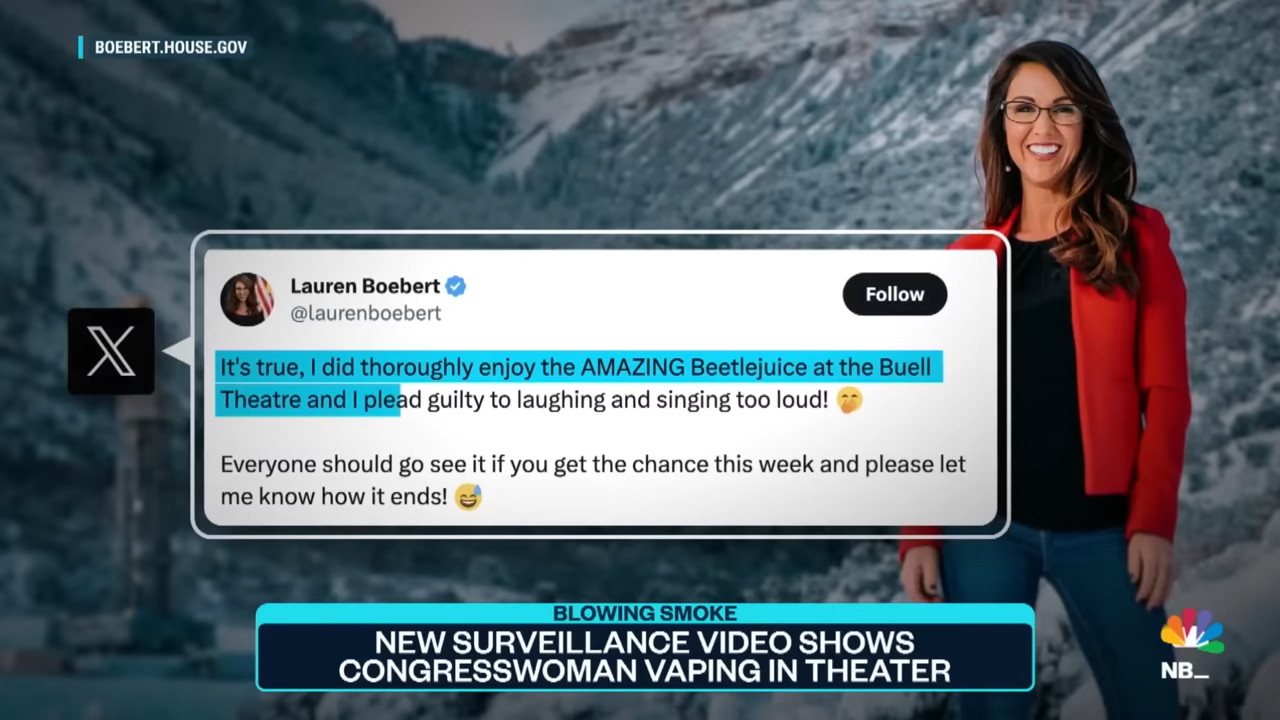 BOEBERT.HOUSE.GOV
Lauren Boebert
@laurenboebert
Follow
It's true, I did thoroughly enjoy the AMAZING Beetlejuice at the Buell
Theatre and I plead guilty to laughing and singing too loud! 🤭
Everyone should go see it if you get the chance this week and please let
me know how it ends! 😅
BLOWING SMOKE
NEW SURVEILLANCE VIDEO SHOWS
CONGRESSWOMAN VAPING IN THEATER
NB_